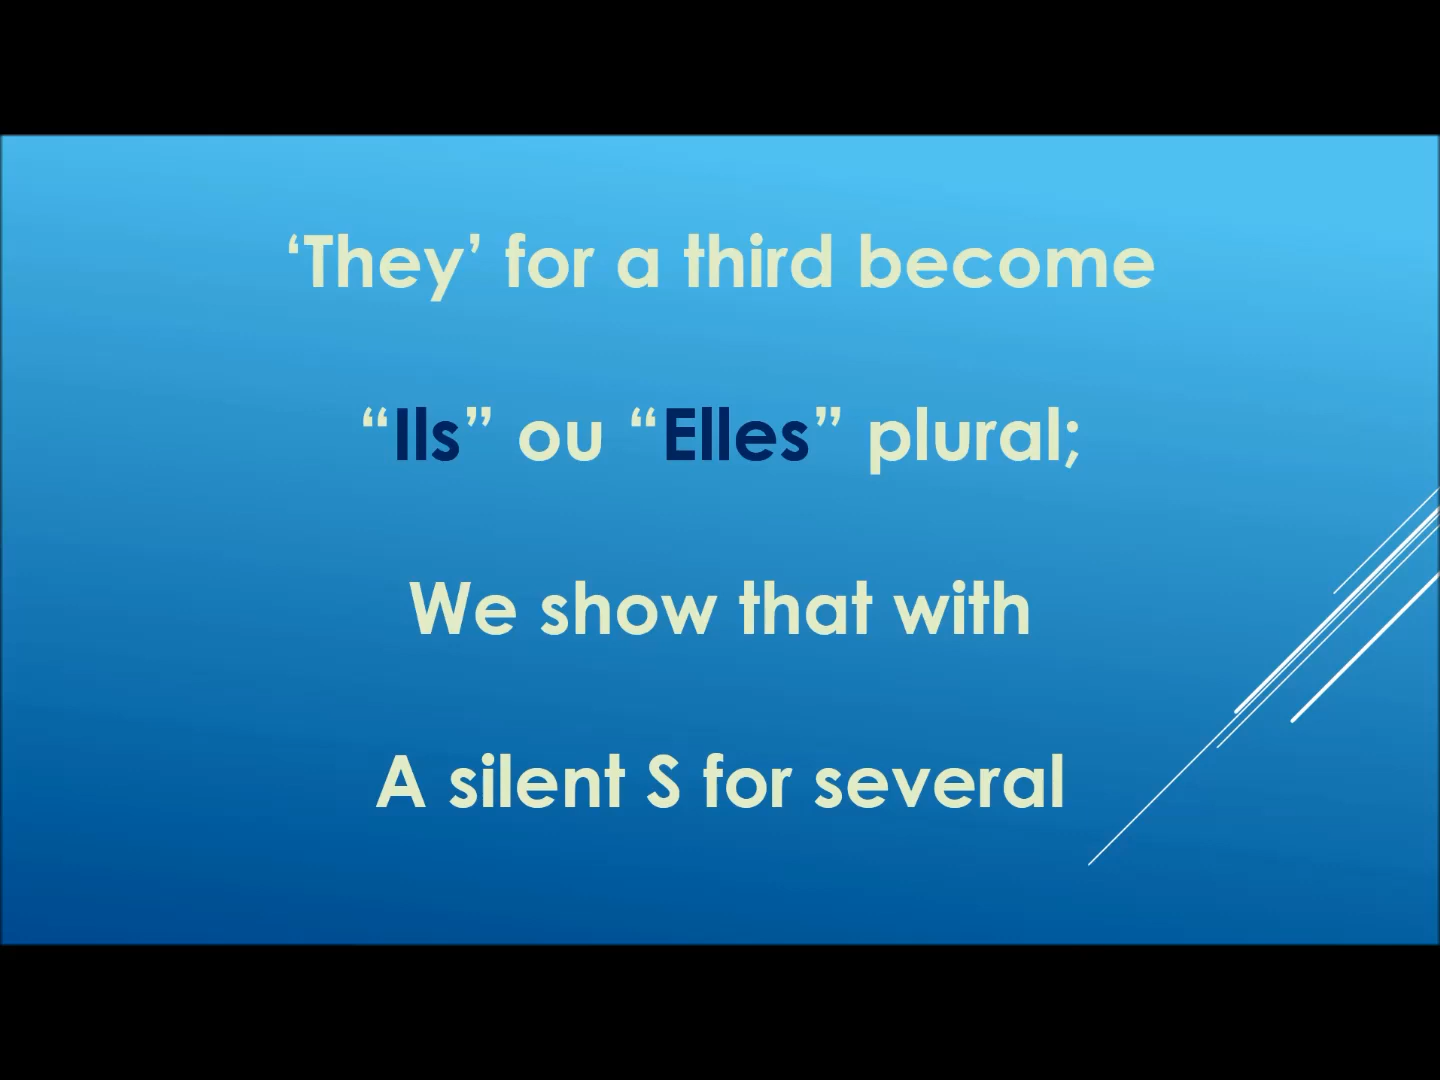 ‘They’ for a third become
“Ils” ou “Elles” plural;
We show that with
A silent S for several